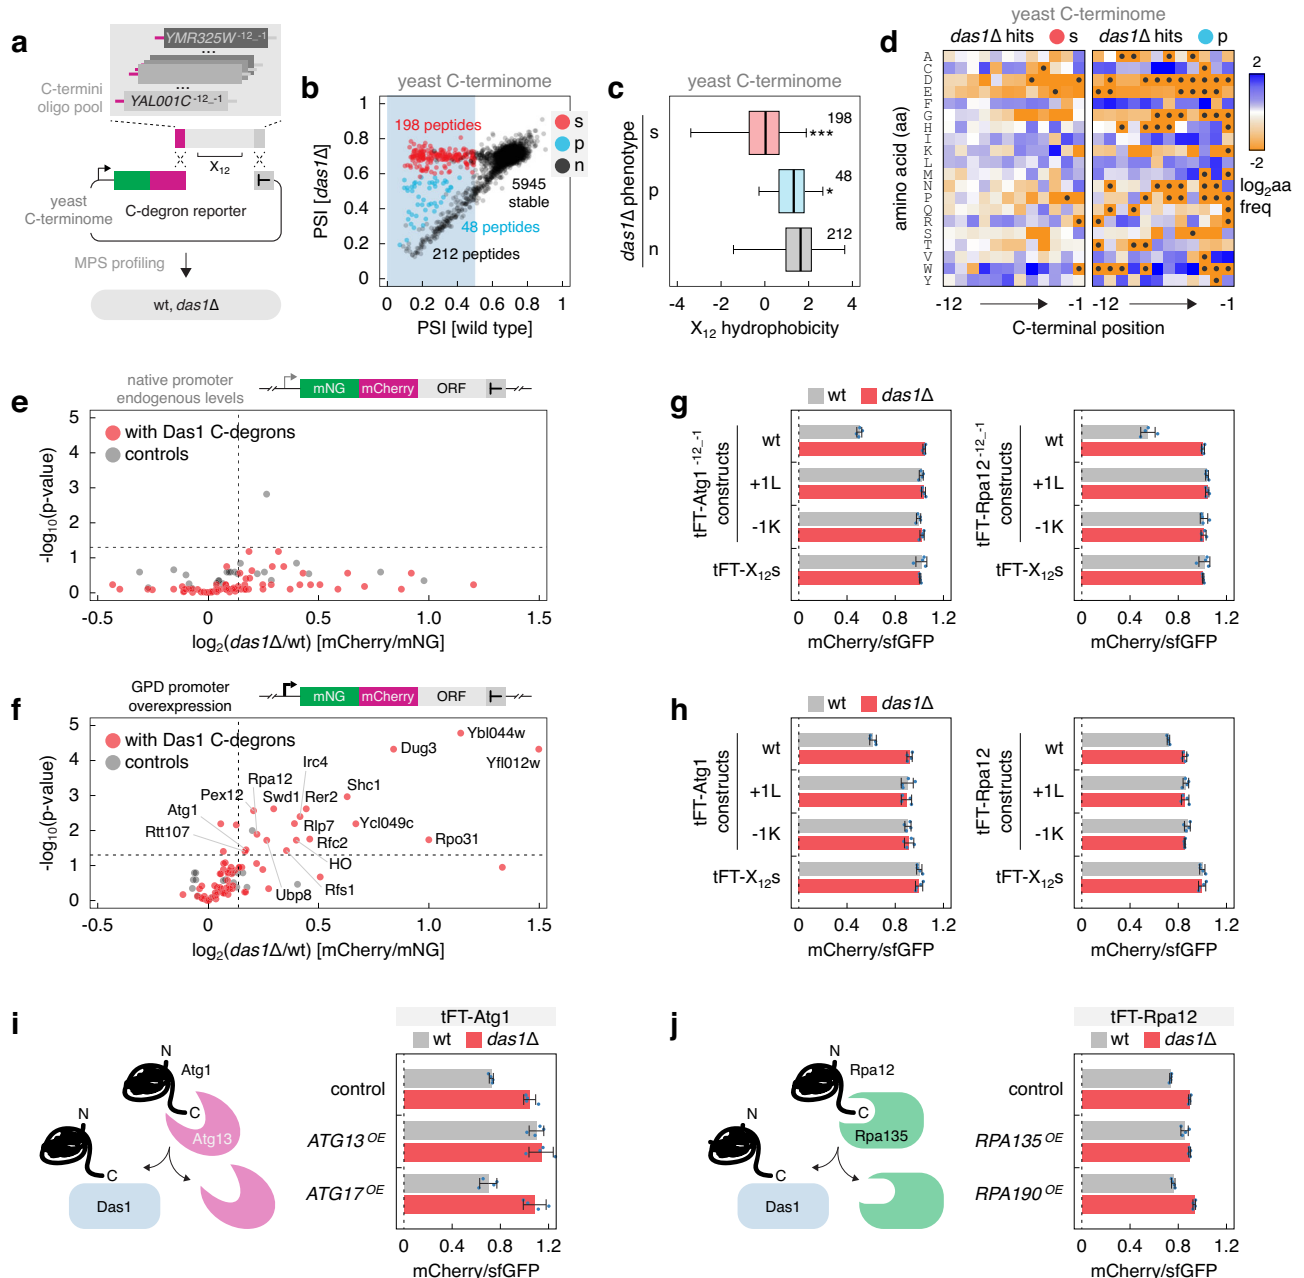 a
YMR325W -12_-1
...
...
YAL001C -12_-1
C-termini
oligo pool
X12
yeast
C-terminome
C-degron reporter
MPS profiling
wt, das1Δ
b
yeast C-terminome
198 peptides
s
p
n
5945
stable
48 peptides
212 peptides
PSI [das1Δ]
1
0.8
0.6
0.4
0.2
0
0 0.2 0.4 0.6 0.8 1
PSI [wild type]
c
yeast C-terminome
das1Δ phenotype
s
p
n
198
***
48
*
212
-4 -2 0 2 4
X12 hydrophobicity
d
yeast C-terminome
das1Δ hits s
das1Δ hits p
amino acid (aa)
A
C
D
E
F
G
H
I
K
L
M
N
P
Q
R
S
T
V
W
Y
-12 -1
-12 -1
C-terminal position
2
-2
log2aa
freq
e
native promoter
endogenous levels
mNG mCherry ORF
with Das1 C-degrons
controls
-log10(p-value)
5
4
3
2
1
0
-0.5 0.0 0.5 1.0 1.5
log2(das1Δ/wt) [mCherry/mNG]
f
GPD promoter
overexpression
mNG mCherry ORF
with Das1 C-degrons
controls
Ybl044w
Dug3
Yfl012w
Irc4
Rpa12
Shc1
Pex12
Swd1
Rer2
Atg1
Rlp7
Ycl049c
Rtt107
Rfc2
Rpo31
HO
Ubp8
Rfs1
-log10(p-value)
5
4
3
2
1
0
-0.5 0.0 0.5 1.0 1.5
log2(das1Δ/wt) [mCherry/mNG]
g
wt das1Δ
tFT-Atg1 -12_-1
constructs
wt
+1L
-1K
tFT-X12s
0 0.4 0.8 1.2
mCherry/sfGFP
tFT-Rpa12 -12_-1
constructs
wt
+1L
-1K
tFT-X12s
0 0.4 0.8 1.2
mCherry/sfGFP
h
wt das1Δ
tFT-Atg1
constructs
wt
+1L
-1K
tFT-X12s
0 0.4 0.8 1.2
mCherry/sfGFP
tFT-Rpa12
constructs
wt
+1L
-1K
tFT-X12s
0 0.4 0.8 1.2
mCherry/sfGFP
i
N
Atg1
C
Atg13
N
C
Das1
tFT-Atg1
wt das1Δ
control
ATG13 OE
ATG17 OE
0 0.4 0.8 1.2
mCherry/sfGFP
j
N
Rpa12
C
Rpa135
N
C
Das1
tFT-Rpa12
wt das1Δ
control
RPA135 OE
RPA190 OE
0 0.4 0.8 1.2
mCherry/sfGFP